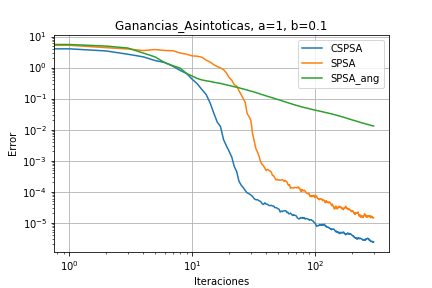 Ganancias_Asintoticas, a=1, b=0.1
CSPSA
SPSA
SPSA_ang
Error
10¹
10⁰
10⁻¹
10⁻²
10⁻³
10⁻⁴
10⁻⁵
10⁰ 10¹ 10²
Iteraciones